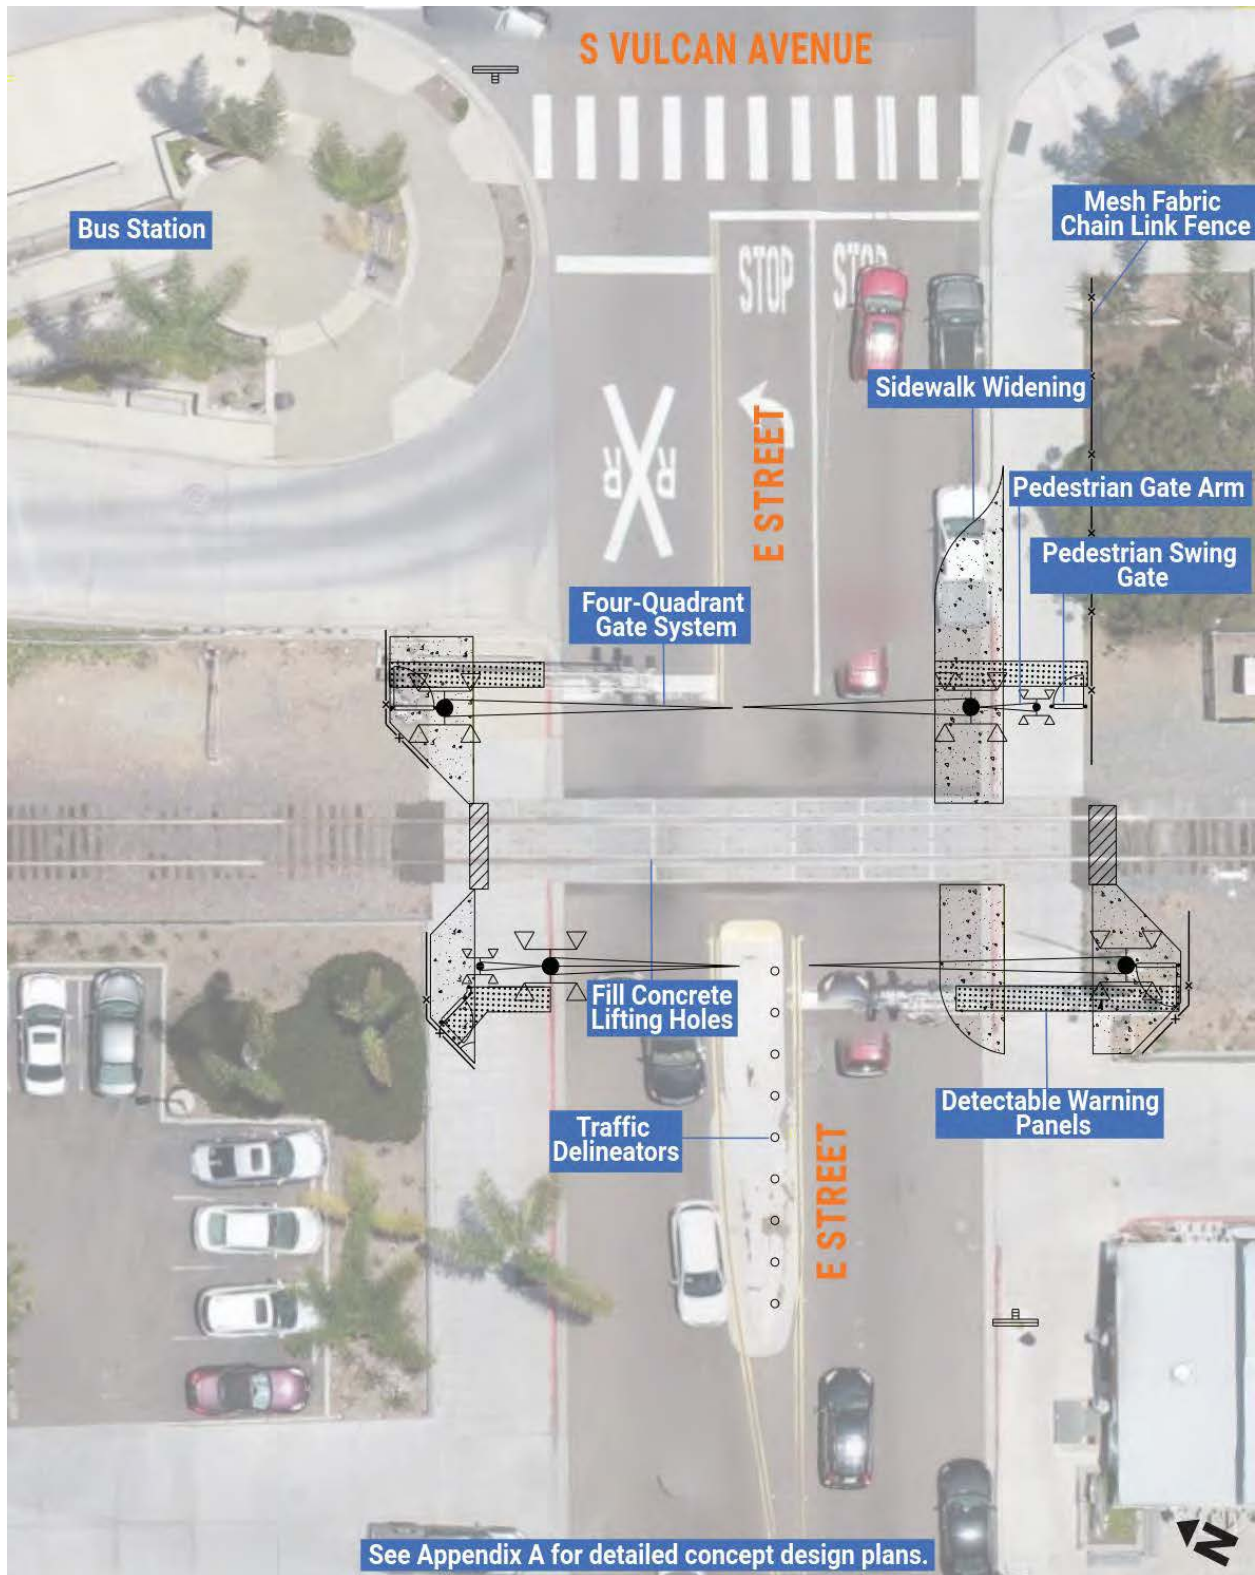 S VULCAN AVENUE
Bus Station
Mesh Fabric
Chain Link Fence
STOP
STOP
Sidewalk Widening
E STREET
R R
Pedestrian Gate Arm
Pedestrian Swing
Gate
Four-Quadrant
Gate System
Fill Concrete
Lifting Holes
Detectable Warning
Panels
Traffic
Delineators
E STREET
N
See Appendix A for detailed concept design plans.